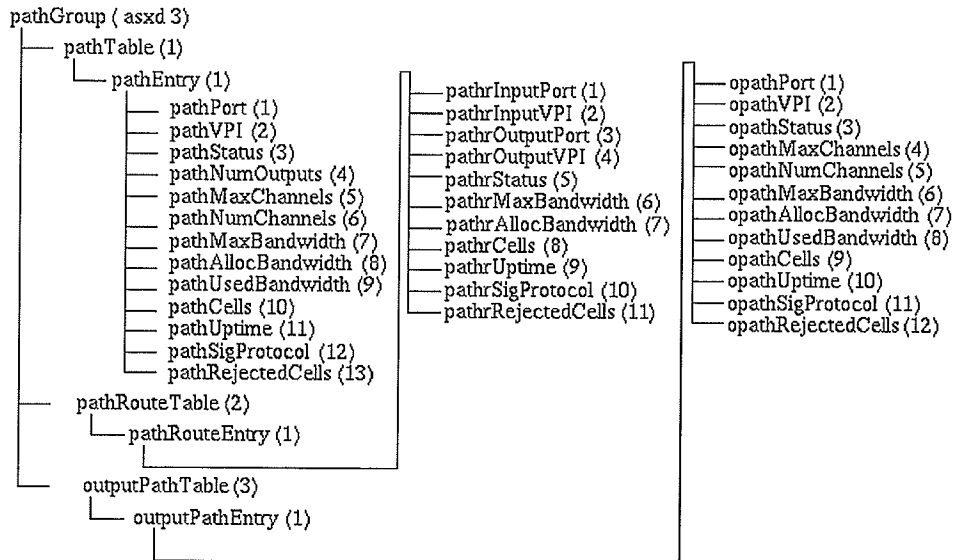 pathGroup ( asxd 3)
pathTable (1)
pathEntry (1)
pathPort (1)
pathVPI (2)
pathStatus (3)
pathNumOutputs (4)
pathMaxChannels (5)
pathNumChannels (6)
pathMaxBandwidth (7)
pathAllocBandwidth (8)
pathUsedBandwidth (9)
pathCells (10)
pathUptime (11)
pathSigProtocol (12)
pathRejectedCells (13)
pathRouteTable (2)
pathRouteEntry (1)
pathrInputPort (1)
pathrInputVPI (2)
pathrOutputPort (3)
pathrOutputVPI (4)
pathrStatus (5)
pathrMaxBandwidth (6)
pathrAllocBandwidth (7)
pathrCells (8)
pathrUptime (9)
pathrSigProtocol (10)
pathrRejectedCells (11)
outputPathTable (3)
outputPathEntry (1)
opathPort (1)
opathVPI (2)
opathStatus (3)
opathMaxChannels (4)
opathNumChannels (5)
opathMaxBandwidth (6)
opathAllocBandwidth (7)
opathUsedBandwidth (8)
opathCells (9)
opathUptime (10)
opathSigProtocol (11)
opathRejectedCells (12)